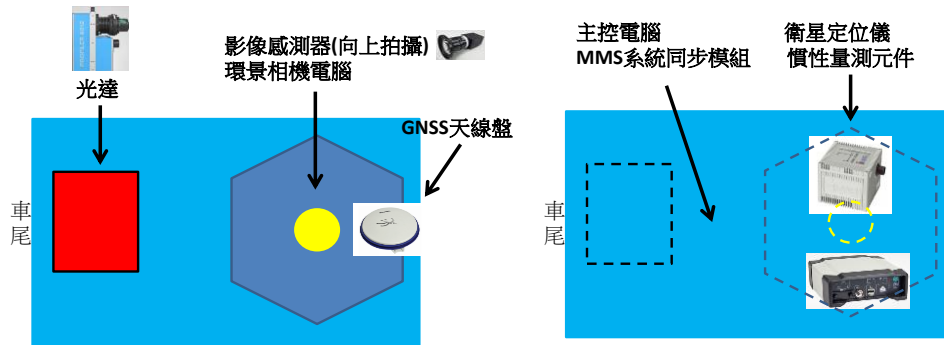 光達
影像感測器(向上拍攝)
環景相機電腦
GNSS天線盤
車尾
主控電腦
MMS系統同步模組
衛星定位儀
慣性量測元件
車尾